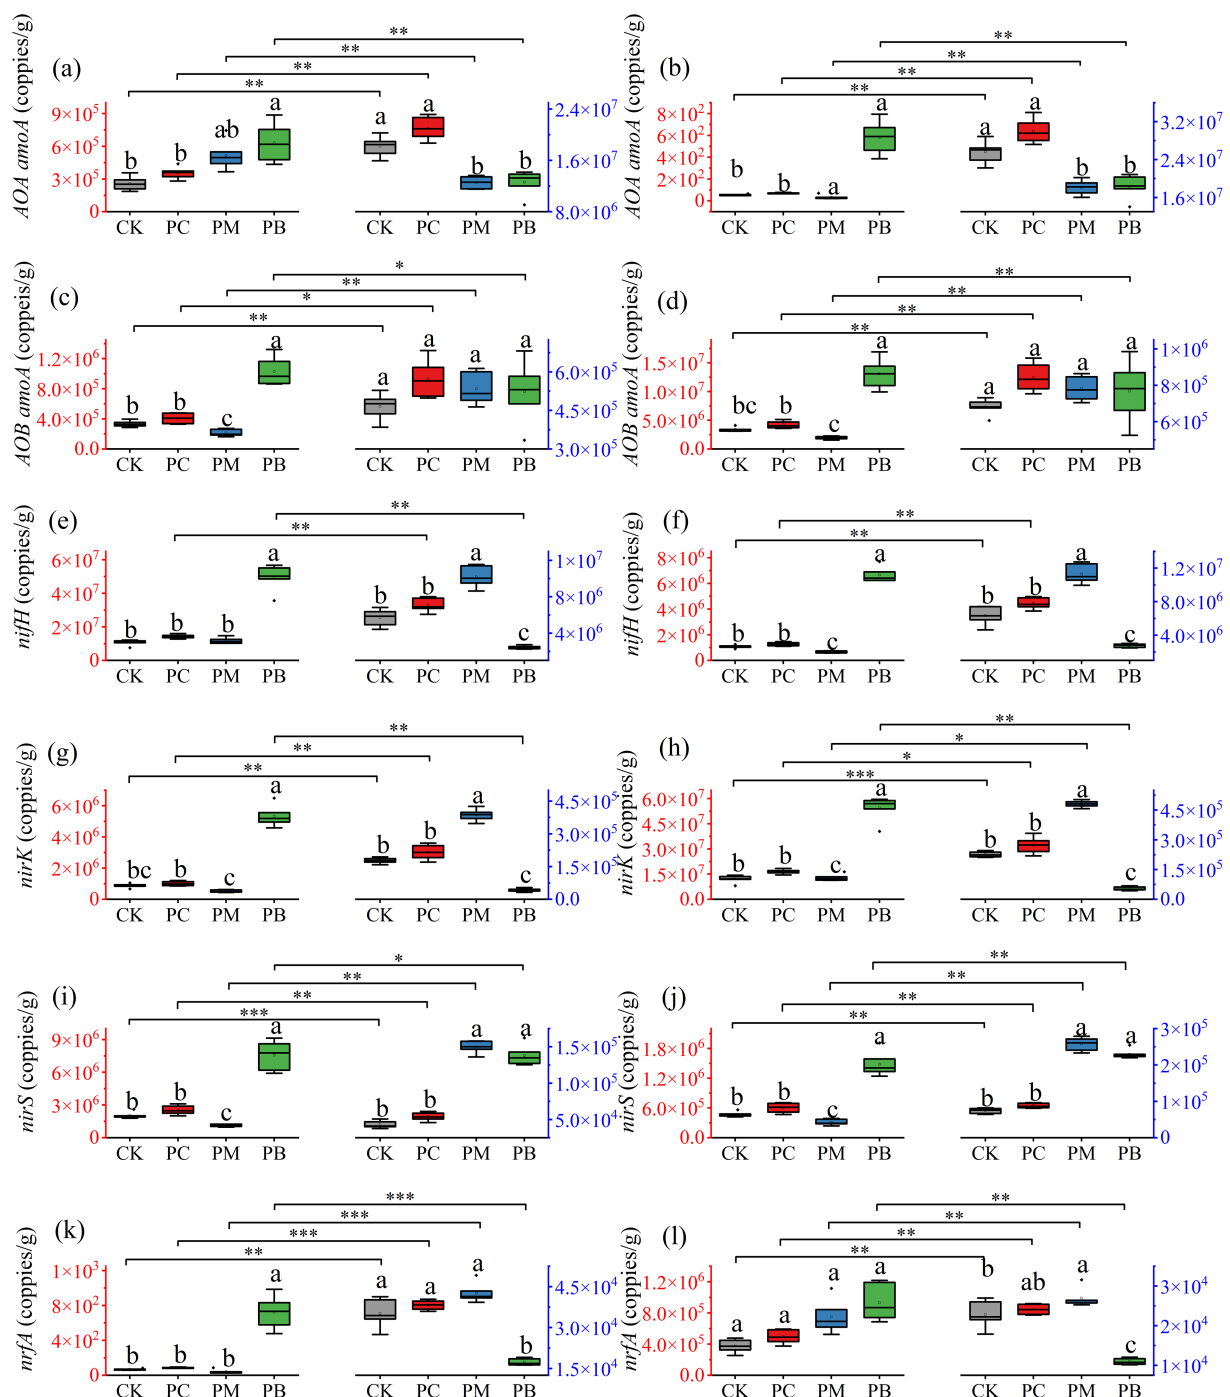 ** **
** **
(a) ** (b) **
** **
AOA amoA (coppies/g) 9×10⁵ 6×10⁵ 3×10⁵ 0 b b ab a a a b b 2.4×10⁷ 1.6×10⁷ 8.0×10⁶
CK PC PM PB CK PC PM PB
AOA amoA (coppies/g) 8×10² 6×10² 4×10² 2×10² 0 b b a a a a b b 3.2×10⁷ 2.4×10⁷ 1.6×10⁷
CK PC PM PB CK PC PM PB
* **
** **
(c) * (d) **
** **
AOB amoA (coppeis/g) 1.2×10⁶ 8.0×10⁵ 4.0×10⁵ 0.0 b b c a a a a a 6.0×10⁵ 4.5×10⁵ 3.0×10⁵
CK PC PM PB CK PC PM PB
AOB amoA (coppies/g) 1.5×10⁷ 1.0×10⁷ 5.0×10⁶ 0.0 bc b c a a a a a 1×10⁶ 8×10⁵ 6×10⁵
CK PC PM PB CK PC PM PB
(e) ** (f) **
** **
nifH (coppies/g) 6×10⁷ 4×10⁷ 2×10⁷ 0 b b b a b b a c 1×10⁷ 8×10⁶ 6×10⁶ 4×10⁶
CK PC PM PB CK PC PM PB
nifH (coppies/g) 8×10⁶ 6×10⁶ 4×10⁶ 2×10⁶ 0 b b c a b b a c 1.2×10⁷ 8.0×10⁶ 4.0×10⁶
CK PC PM PB CK PC PM PB
(g) ** (h) **
** *
** *
***
nirK (coppies/g) 6×10⁶ 4×10⁶ 2×10⁶ 0 bc b c a b b a c 4.5×10⁵ 3.0×10⁵ 1.5×10⁵ 0.0
CK PC PM PB CK PC PM PB
nirK (coppies/g) 6.0×10⁷ 4.5×10⁷ 3.0×10⁷ 1.5×10⁷ 0.0 b b c a b b a c 4.5×10⁵ 3.0×10⁵ 1.5×10⁵ 0.0
CK PC PM PB CK PC PM PB
* **
** **
(i) ** (j) **
*** **
nirS (coppies/g) 9×10⁶ 6×10⁶ 3×10⁶ 0 b b c a b b a a 1.5×10⁵ 1.0×10⁵ 5.0×10⁴
CK PC PM PB CK PC PM PB
nirS (coppies/g) 1.8×10⁶ 1.2×10⁶ 6.0×10⁵ 0.0 b b c a b b a a 3×10⁵ 2×10⁵ 1×10⁵ 0
CK PC PM PB CK PC PM PB
*** **
*** **
(k) *** (l) **
** **
nrfA (coppies/g) 1×10³ 8×10² 4×10² 0 b b b a a a a b 4.5×10⁴ 3.0×10⁴ 1.5×10⁴
CK PC PM PB CK PC PM PB
nrfA (coppies/g) 1.2×10⁶ 8.0×10⁵ 4.0×10⁵ 0.0 a a a a b ab a c 3×10⁴ 2×10⁴ 1×10⁴
CK PC PM PB CK PC PM PB